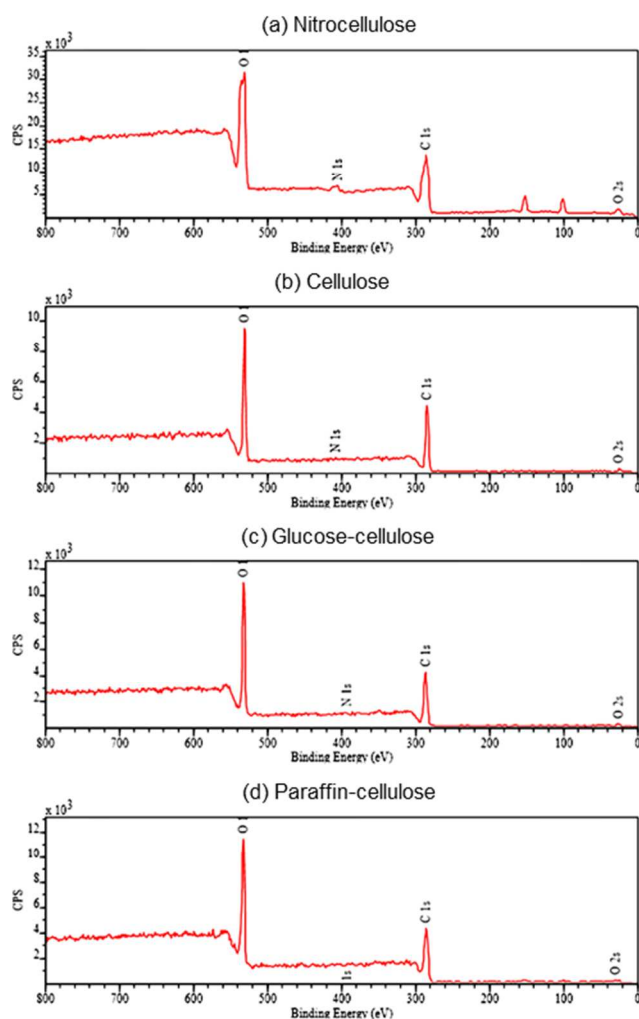 (a) Nitrocellulose
x 10³
35
30
25
20
15
10
5
CPS
O 1
N 1s
C 1s
O 2s
800 700 600 500 400 300 200 100 0
Binding Energy (eV)
(b) Cellulose
x 10³
10
8
6
4
2
CPS
O 1
N 1s
C 1s
O 2s
800 700 600 500 400 300 200 100 0
Binding Energy (eV)
(c) Glucose-cellulose
x 10³
12
10
8
6
4
2
CPS
O 1
N 1s
C 1s
O 2s
800 700 600 500 400 300 200 100 0
Binding Energy (eV)
(d) Paraffin-cellulose
x 10³
12
10
8
6
4
2
CPS
O 1
1s
C 1s
O 2s
800 700 600 500 400 300 200 100 0
Binding Energy (eV)